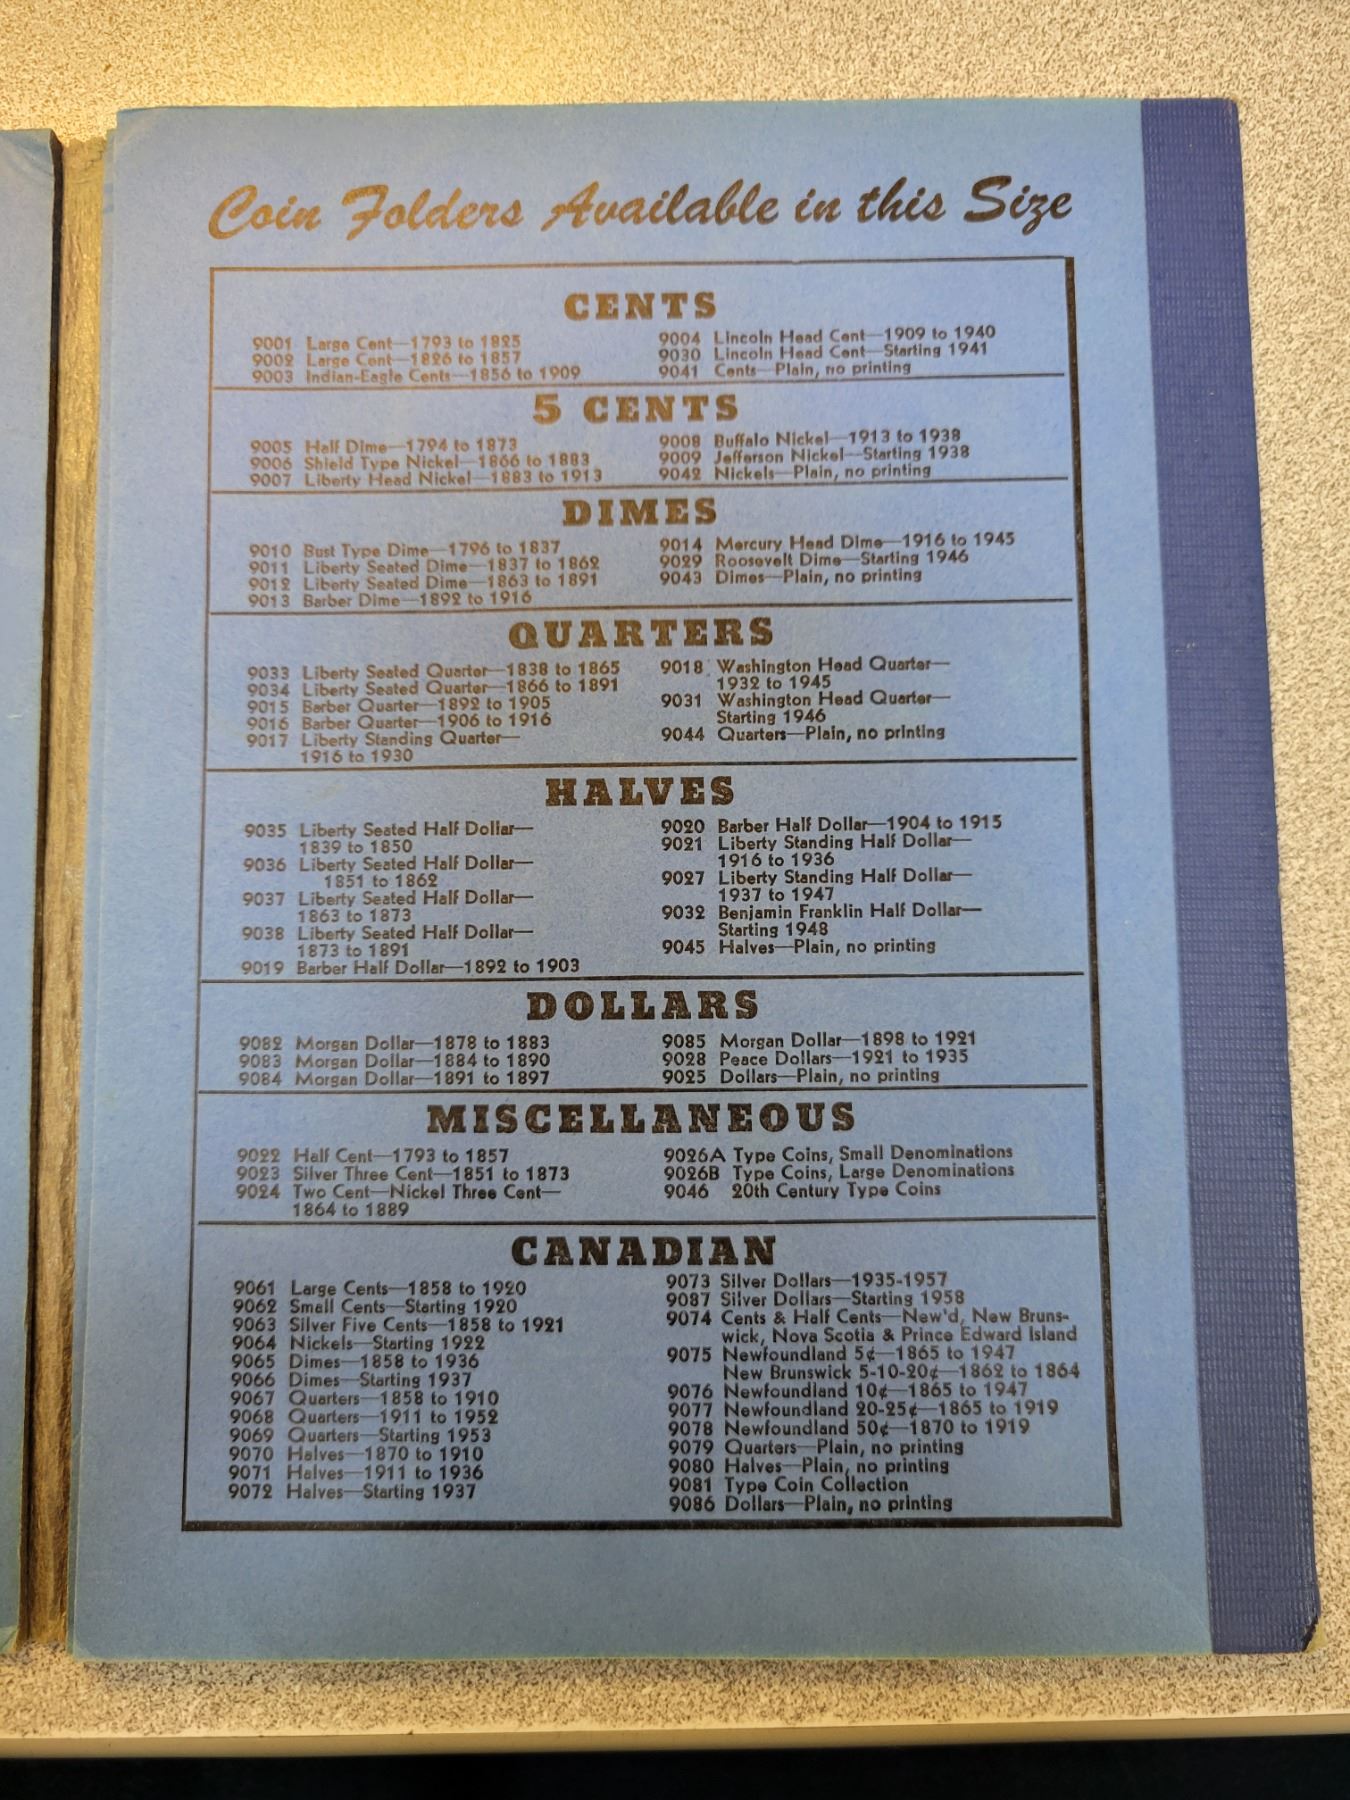 Coin Folders Available in this Size
CENTS
9001 Large Cent—1793 to 1825
9002 Large Cent—1826 to 1857
9003 Indian-Eagle Cents—1856 to 1909
9004 Lincoln Head Cent—1909 to 1940
9030 Lincoln Head Cent—Starting 1941
9041 Cents—Plain, no printing
5 CENTS
9005 Half Dime—1794 to 1873
9006 Shield Type Nickel—1866 to 1883
9007 Liberty Head Nickel—1883 to 1913
9008 Buffalo Nickel—1913 to 1938
9009 Jefferson Nickel—Starting 1938
9042 Nickels—Plain, no printing
DIMES
9010 Bust Type Dime—1796 to 1837
9011 Liberty Seated Dime—1837 to 1862
9012 Liberty Seated Dime—1863 to 1891
9013 Barber Dime—1892 to 1916
9014 Mercury Head Dime—1916 to 1945
9029 Roosevelt Dime—Starting 1946
9043 Dimes—Plain, no printing
QUARTERS
9033 Liberty Seated Quarter—1838 to 1865
9034 Liberty Seated Quarter—1866 to 1891
9015 Barber Quarter—1892 to 1905
9016 Barber Quarter—1906 to 1916
9017 Liberty Standing Quarter—
1916 to 1930
9018 Washington Head Quarter—
1932 to 1945
9031 Washington Head Quarter—
Starting 1946
9044 Quarters—Plain, no printing
HALVES
9035 Liberty Seated Half Dollar—
1839 to 1850
9036 Liberty Seated Half Dollar—
1851 to 1862
9037 Liberty Seated Half Dollar—
1863 to 1873
9038 Liberty Seated Half Dollar—
1873 to 1891
9019 Barber Half Dollar—1892 to 1903
9020 Barber Half Dollar—1904 to 1915
9021 Liberty Standing Half Dollar—
1916 to 1936
9027 Liberty Standing Half Dollar—
1937 to 1947
9032 Benjamin Franklin Half Dollar—
Starting 1948
9045 Halves—Plain, no printing
DOLLARS
9082 Morgan Dollar—1878 to 1883
9083 Morgan Dollar—1884 to 1890
9084 Morgan Dollar—1891 to 1897
9085 Morgan Dollar—1898 to 1921
9028 Peace Dollars—1921 to 1935
9025 Dollars—Plain, no printing
MISCELLANEOUS
9022 Half Cent—1793 to 1857
9023 Silver Three Cent—1851 to 1873
9024 Two Cent—Nickel Three Cent—
1864 to 1889
9026A Type Coins, Small Denominations
9026B Type Coins, Large Denominations
9046 20th Century Type Coins
CANADIAN
9061 Large Cents—1858 to 1920
9062 Small Cents—Starting 1920
9063 Silver Five Cents—1858 to 1921
9064 Nickels—Starting 1922
9065 Dimes—1858 to 1936
9066 Dimes—Starting 1937
9067 Quarters—1858 to 1910
9068 Quarters—1911 to 1952
9069 Quarters—Starting 1953
9070 Halves—1870 to 1910
9071 Halves—1911 to 1936
9072 Halves—Starting 1937
9073 Silver Dollars—1935-1957
9087 Silver Dollars—Starting 1958
9074 Cents & Half Cents—New'd, New Bruns-
wick, Nova Scotia & Prince Edward Island
9075 Newfoundland 5¢—1865 to 1947
New Brunswick 5-10-20¢—1862 to 1864
9076 Newfoundland 10¢—1865 to 1947
9077 Newfoundland 20-25¢—1865 to 1919
9078 Newfoundland 50¢—1870 to 1919
9079 Quarters—Plain, no printing
9080 Halves—Plain, no printing
9081 Type Coin Collection
9086 Dollars—Plain, no printing